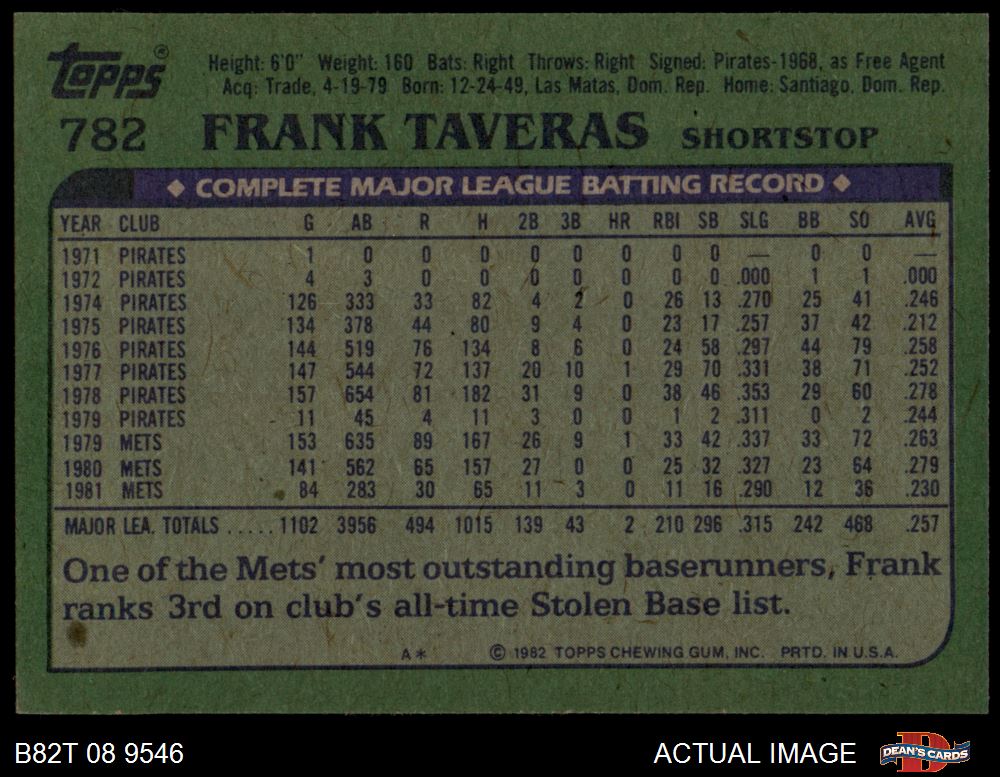 Topps®
Height: 6'0" Weight: 160 Bats: Right Throws: Right Signed: Pirates-1968, as Free Agent
Acq: Trade, 4-19-79 Born: 12-24-49, Las Matas, Dom. Rep. Home: Santiago, Dom. Rep.
782 FRANK TAVERAS SHORTSTOP
◆ COMPLETE MAJOR LEAGUE BATTING RECORD ◆
YEAR CLUB G AB R H 2B 3B HR RBI SB SLG BB SO AVG
1971 PIRATES 1 0 0 0 0 0 0 0 0 — 0 0 —
1972 PIRATES 4 3 0 0 0 0 0 0 0 .000 1 1 .000
1974 PIRATES 126 333 33 82 4 2 0 26 13 .270 25 41 .246
1975 PIRATES 134 378 44 80 9 4 0 23 17 .257 37 42 .212
1976 PIRATES 144 519 76 134 8 6 0 24 58 .297 44 79 .258
1977 PIRATES 147 544 72 137 20 10 1 29 70 .331 38 71 .252
1978 PIRATES 157 654 81 182 31 9 0 38 46 .353 29 60 .278
1979 PIRATES 11 45 4 11 3 0 0 1 2 .311 0 2 .244
1979 METS 153 635 89 167 26 9 1 33 42 .337 33 72 .263
1980 METS 141 562 65 157 27 0 0 25 32 .327 23 64 .279
1981 METS 84 283 30 65 11 3 0 11 16 .290 12 36 .230
MAJOR LEA. TOTALS ..... 1102 3956 494 1015 139 43 2 210 296 .315 242 468 .257
One of the Mets' most outstanding baserunners, Frank
ranks 3rd on club's all-time Stolen Base list.
A* © 1982 TOPPS CHEWING GUM, INC. PRTD. IN U.S.A.
B82T 08 9546 ACTUAL IMAGE D DEAN'S CARDS